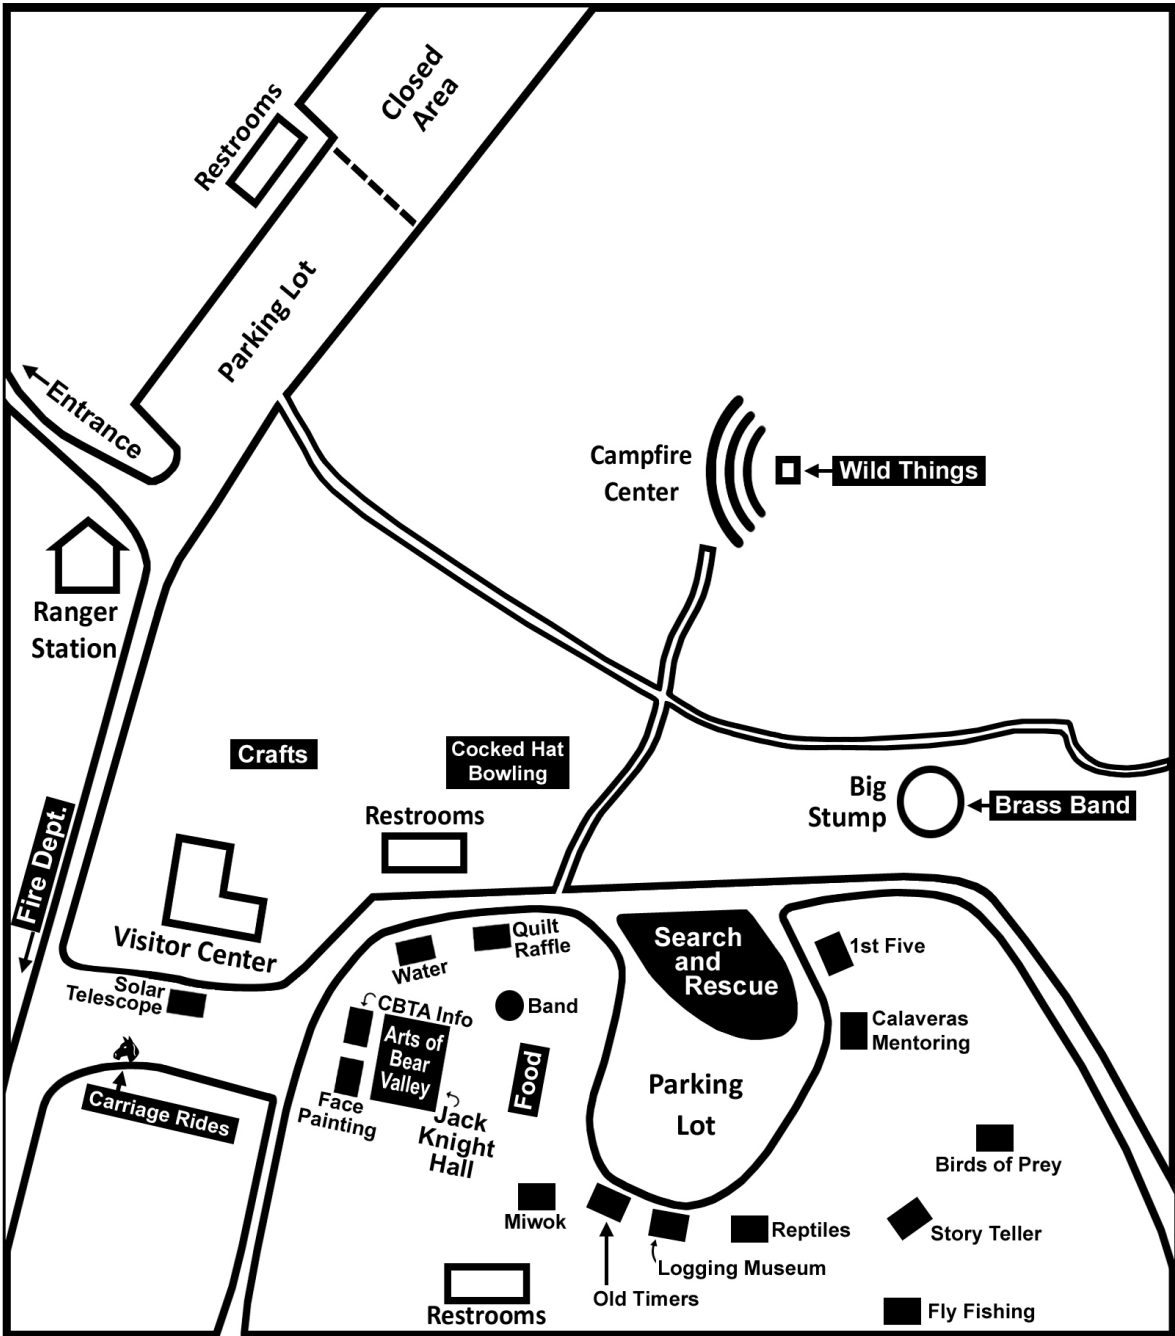 Closed
Area
Restrooms
Parking Lot
Entrance
Campfire
Center
Wild Things
Ranger
Station
Crafts
Cocked Hat
Bowling
Big
Stump
Brass Band
Restrooms
Fire Dept.
Visitor Center
Quilt
Raffle
Water
Search
and
Rescue
1st Five
Solar
Telescope
CBTA Info
Band
Calaveras
Mentoring
Arts of
Bear
Valley
Food
Parking
Lot
Carriage Rides
Face
Painting
Jack
Knight
Hall
Birds of Prey
Miwok
Reptiles
Story Teller
Logging Museum
Old Timers
Restrooms
Fly Fishing